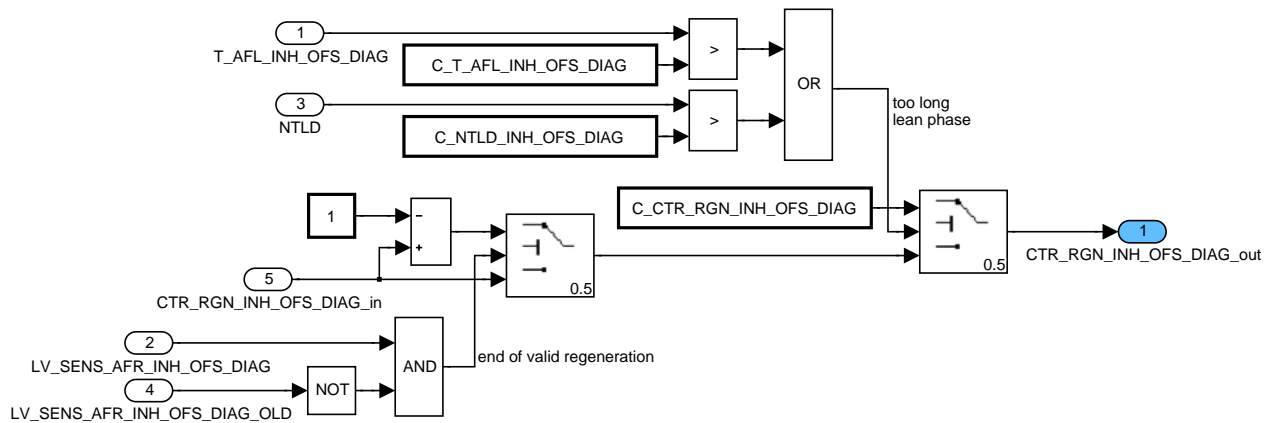 1
T_AFL_INH_OFS_DIAG
C_T_AFL_INH_OFS_DIAG
>
OR
3
NTLD
C_NTLD_INH_OFS_DIAG
>
too long
lean phase
1
−
+
C_CTR_RGN_INH_OFS_DIAG
0.5
1
CTR_RGN_INH_OFS_DIAG_out
5
CTR_RGN_INH_OFS_DIAG_in
0.5
2
LV_SENS_AFR_INH_OFS_DIAG
4
LV_SENS_AFR_INH_OFS_DIAG_OLD
NOT
AND
end of valid regeneration